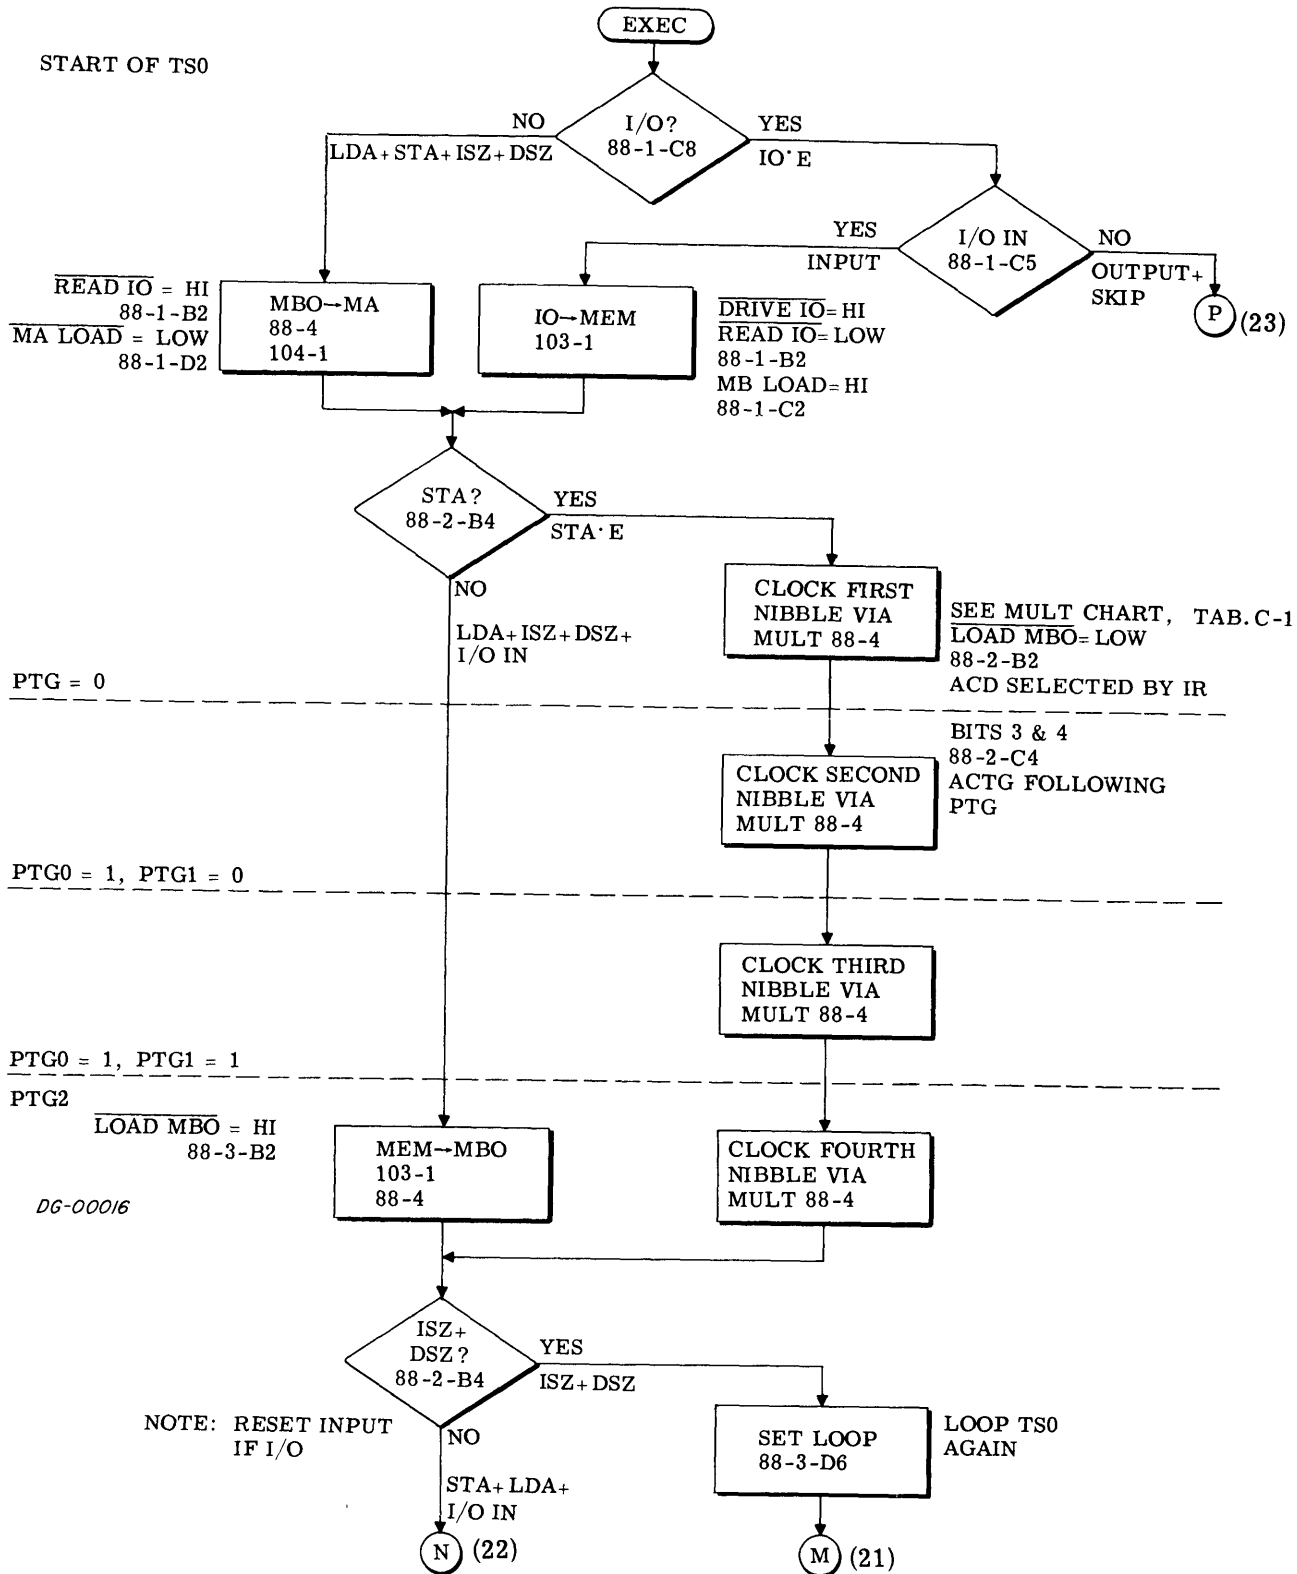 EXEC
START OF TS0
I/O?
88-1-C8
NO
LDA+STA+ISZ+DSZ
YES
IO·E
I/O IN
88-1-C5
YES
INPUT
NO
OUTPUT+
SKIP
P (23)
READ IO = HI
88-1-B2
MA LOAD = LOW
88-1-D2
MBO→MA
88-4
104-1
IO→MEM
103-1
DRIVE IO=HI
READ IO=LOW
88-1-B2
MB LOAD=HI
88-1-C2
STA?
88-2-B4
YES
STA·E
NO
LDA+ISZ+DSZ+
I/O IN
CLOCK FIRST
NIBBLE VIA
MULT 88-4
SEE MULT CHART, TAB.C-1
LOAD MBO=LOW
88-2-B2
ACD SELECTED BY IR
PTG = 0
BITS 3 & 4
88-2-C4
ACTG FOLLOWING
PTG
CLOCK SECOND
NIBBLE VIA
MULT 88-4
PTG0 = 1, PTG1 = 0
CLOCK THIRD
NIBBLE VIA
MULT 88-4
PTG0 = 1, PTG1 = 1
PTG2
LOAD MBO = HI
88-3-B2
MEM→MBO
103-1
88-4
CLOCK FOURTH
NIBBLE VIA
MULT 88-4
DG-00016
ISZ+
DSZ?
88-2-B4
YES
ISZ+DSZ
NOTE: RESET INPUT
IF I/O
NO
STA+LDA+
I/O IN
SET LOOP
88-3-D6
LOOP TS0
AGAIN
N (22)
M (21)